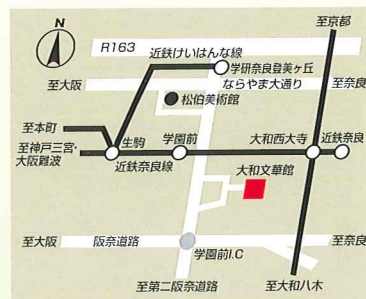 N
至京都
R163
近鉄けいはんな線
学研奈良登美ヶ丘
至大阪
ならやま大通り
至奈良
松伯美術館
至本町
生駒
学園前
大和西大寺
近鉄奈良
至神戸三宮・
大阪難波
近鉄奈良線
大和文華館
至大阪
阪奈道路
至奈良
学園前I.C
至第二阪奈道路
至大和八木